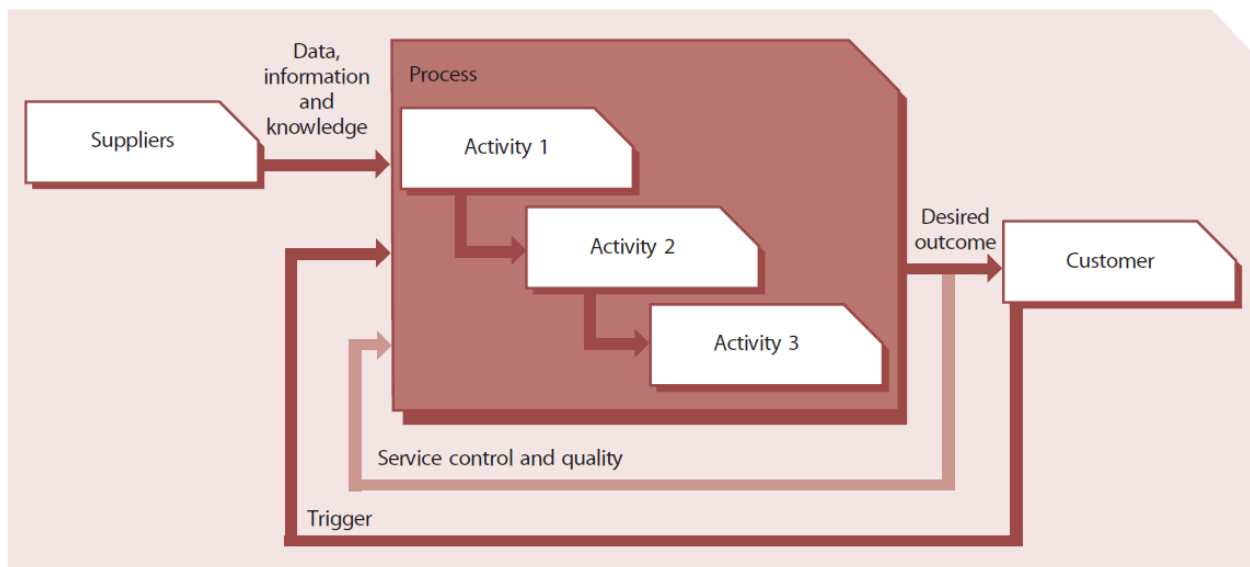 Data,
information
and
knowledge
Suppliers
Process
Activity 1
Activity 2
Activity 3
Desired
outcome
Customer
Service control and quality
Trigger